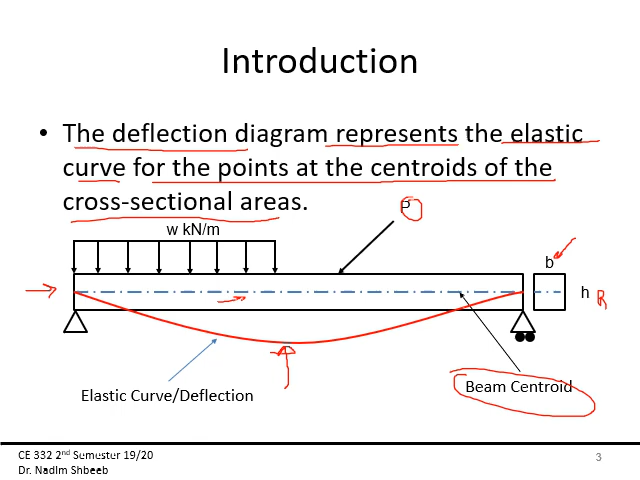 Introduction
• The deflection diagram represents the elastic
curve for the points at the centroids of the
cross-sectional areas.
P
w kN/m
b
h R
Beam Centroid
Elastic Curve/Deflection
CE 332 2nd Semester 19/20
Dr. Nadim Shbeeb
3